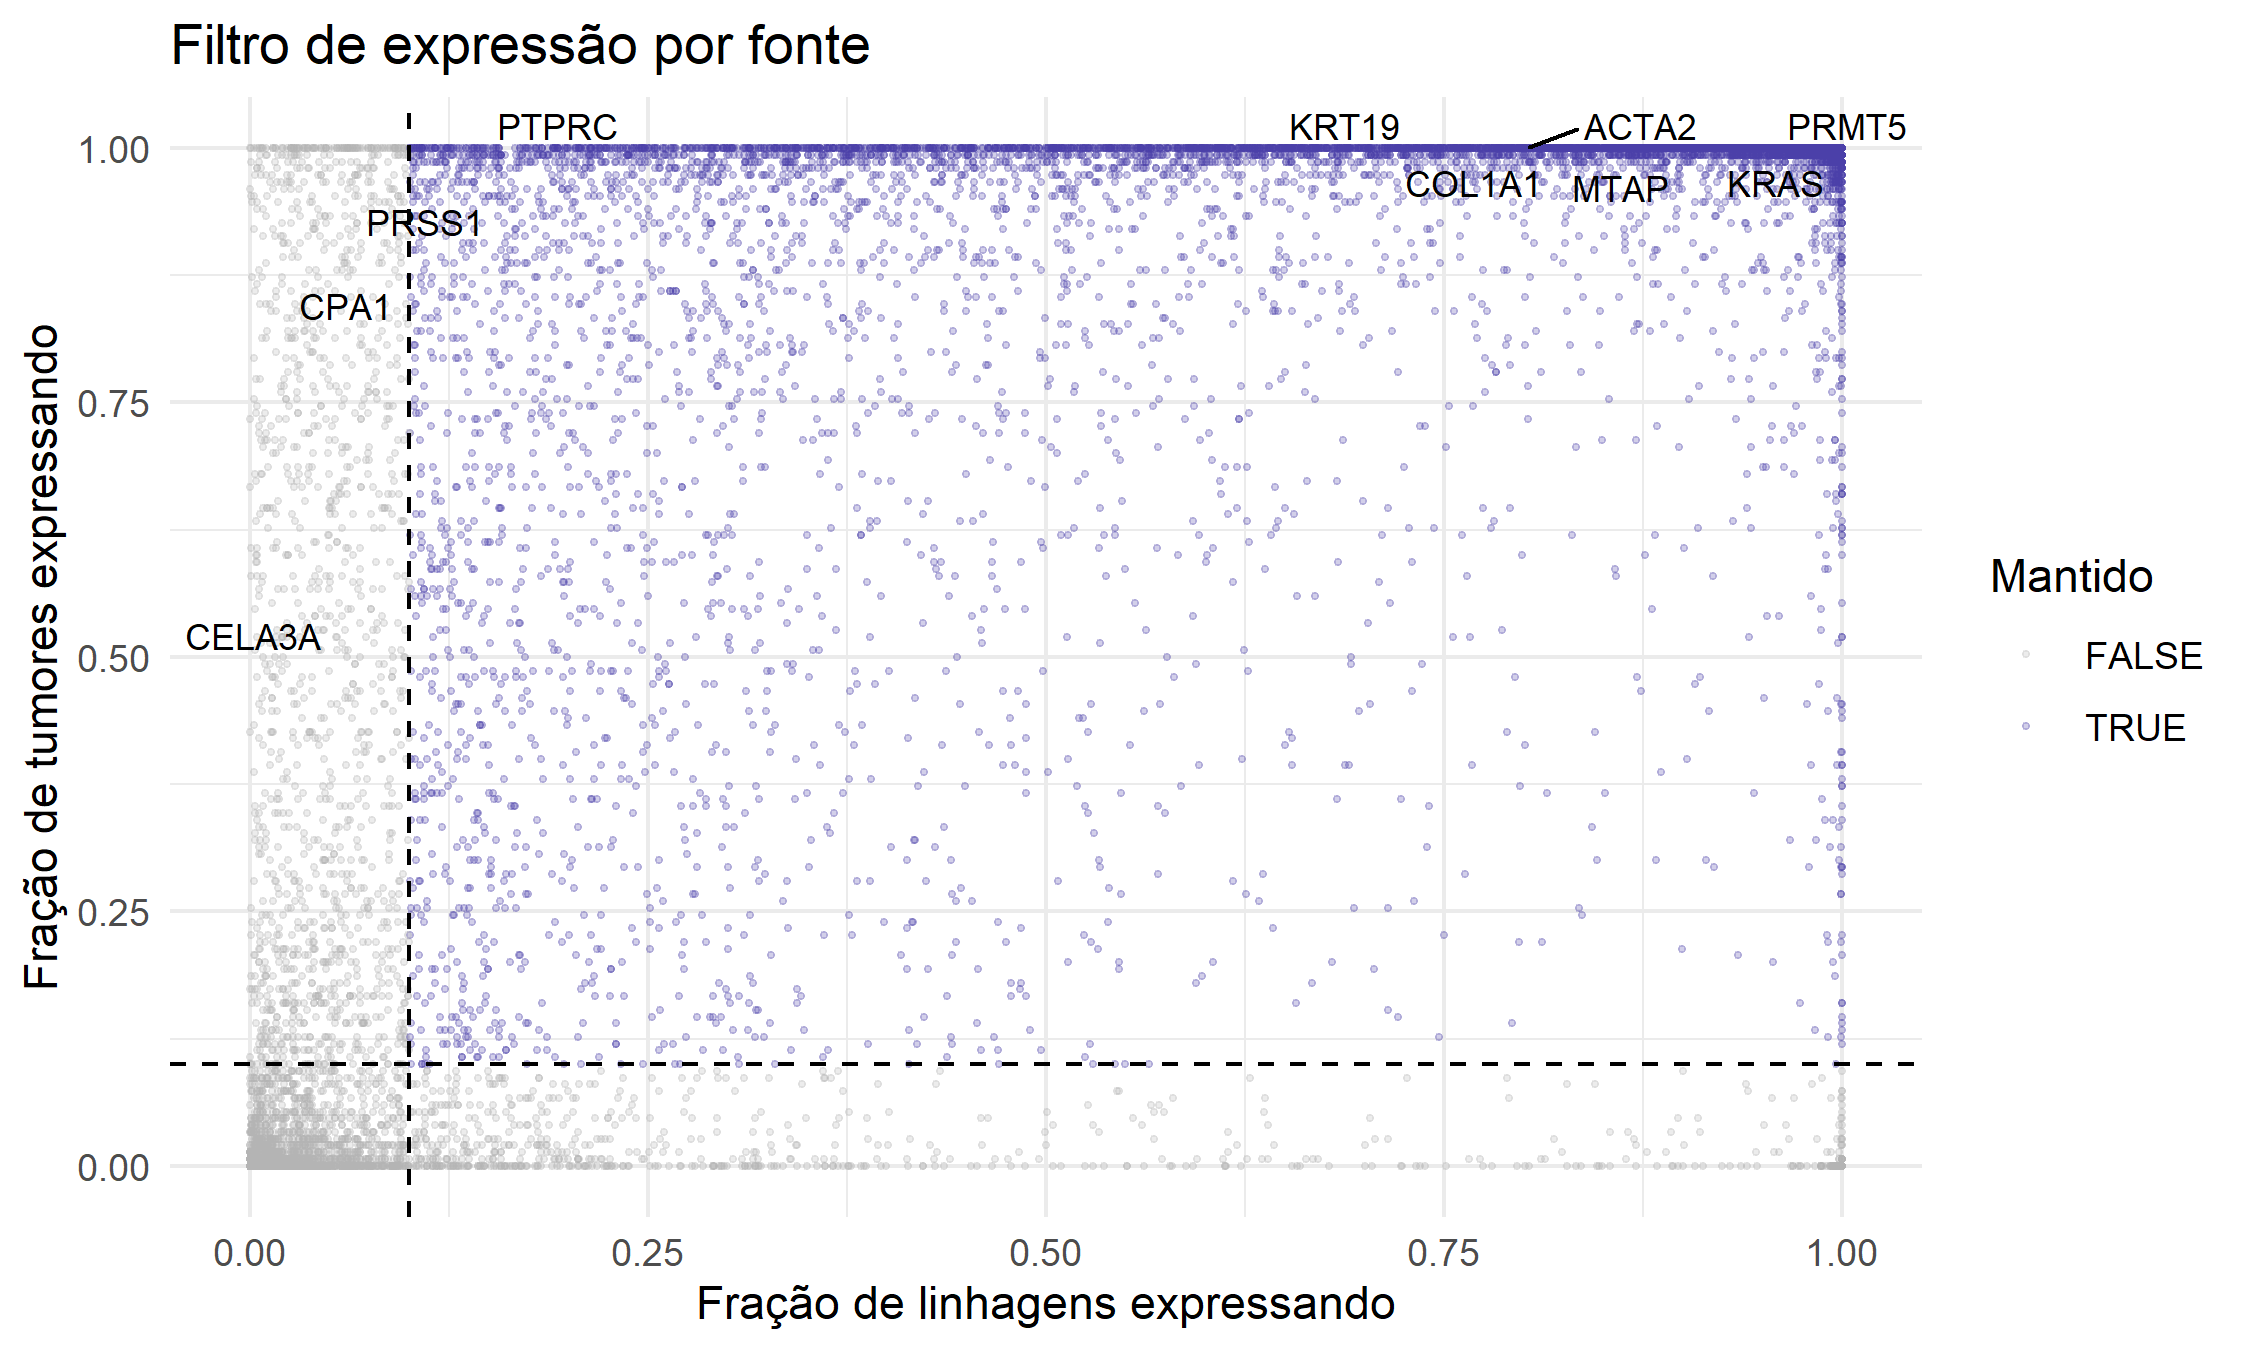 Filtro de expressão por fonte
PTPRC
KRT19
ACTA2
PRMT5
COL1A1
MTAP
KRAS
PRSS1
CPA1
CELA3A
1.00
0.75
0.50
0.25
0.00
Fração de tumores expressando
0.00
0.25
0.50
0.75
1.00
Fração de linhagens expressando
Mantido
FALSE
TRUE